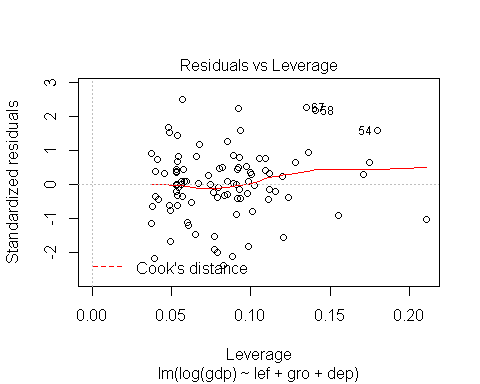 Residuals vs Leverage
Standardized residuals
3
2
1
0
-1
-2
67
58
54
Cook's distance
0.00 0.05 0.10 0.15 0.20
Leverage
lm(log(gdp) ~ lef + gro + dep)